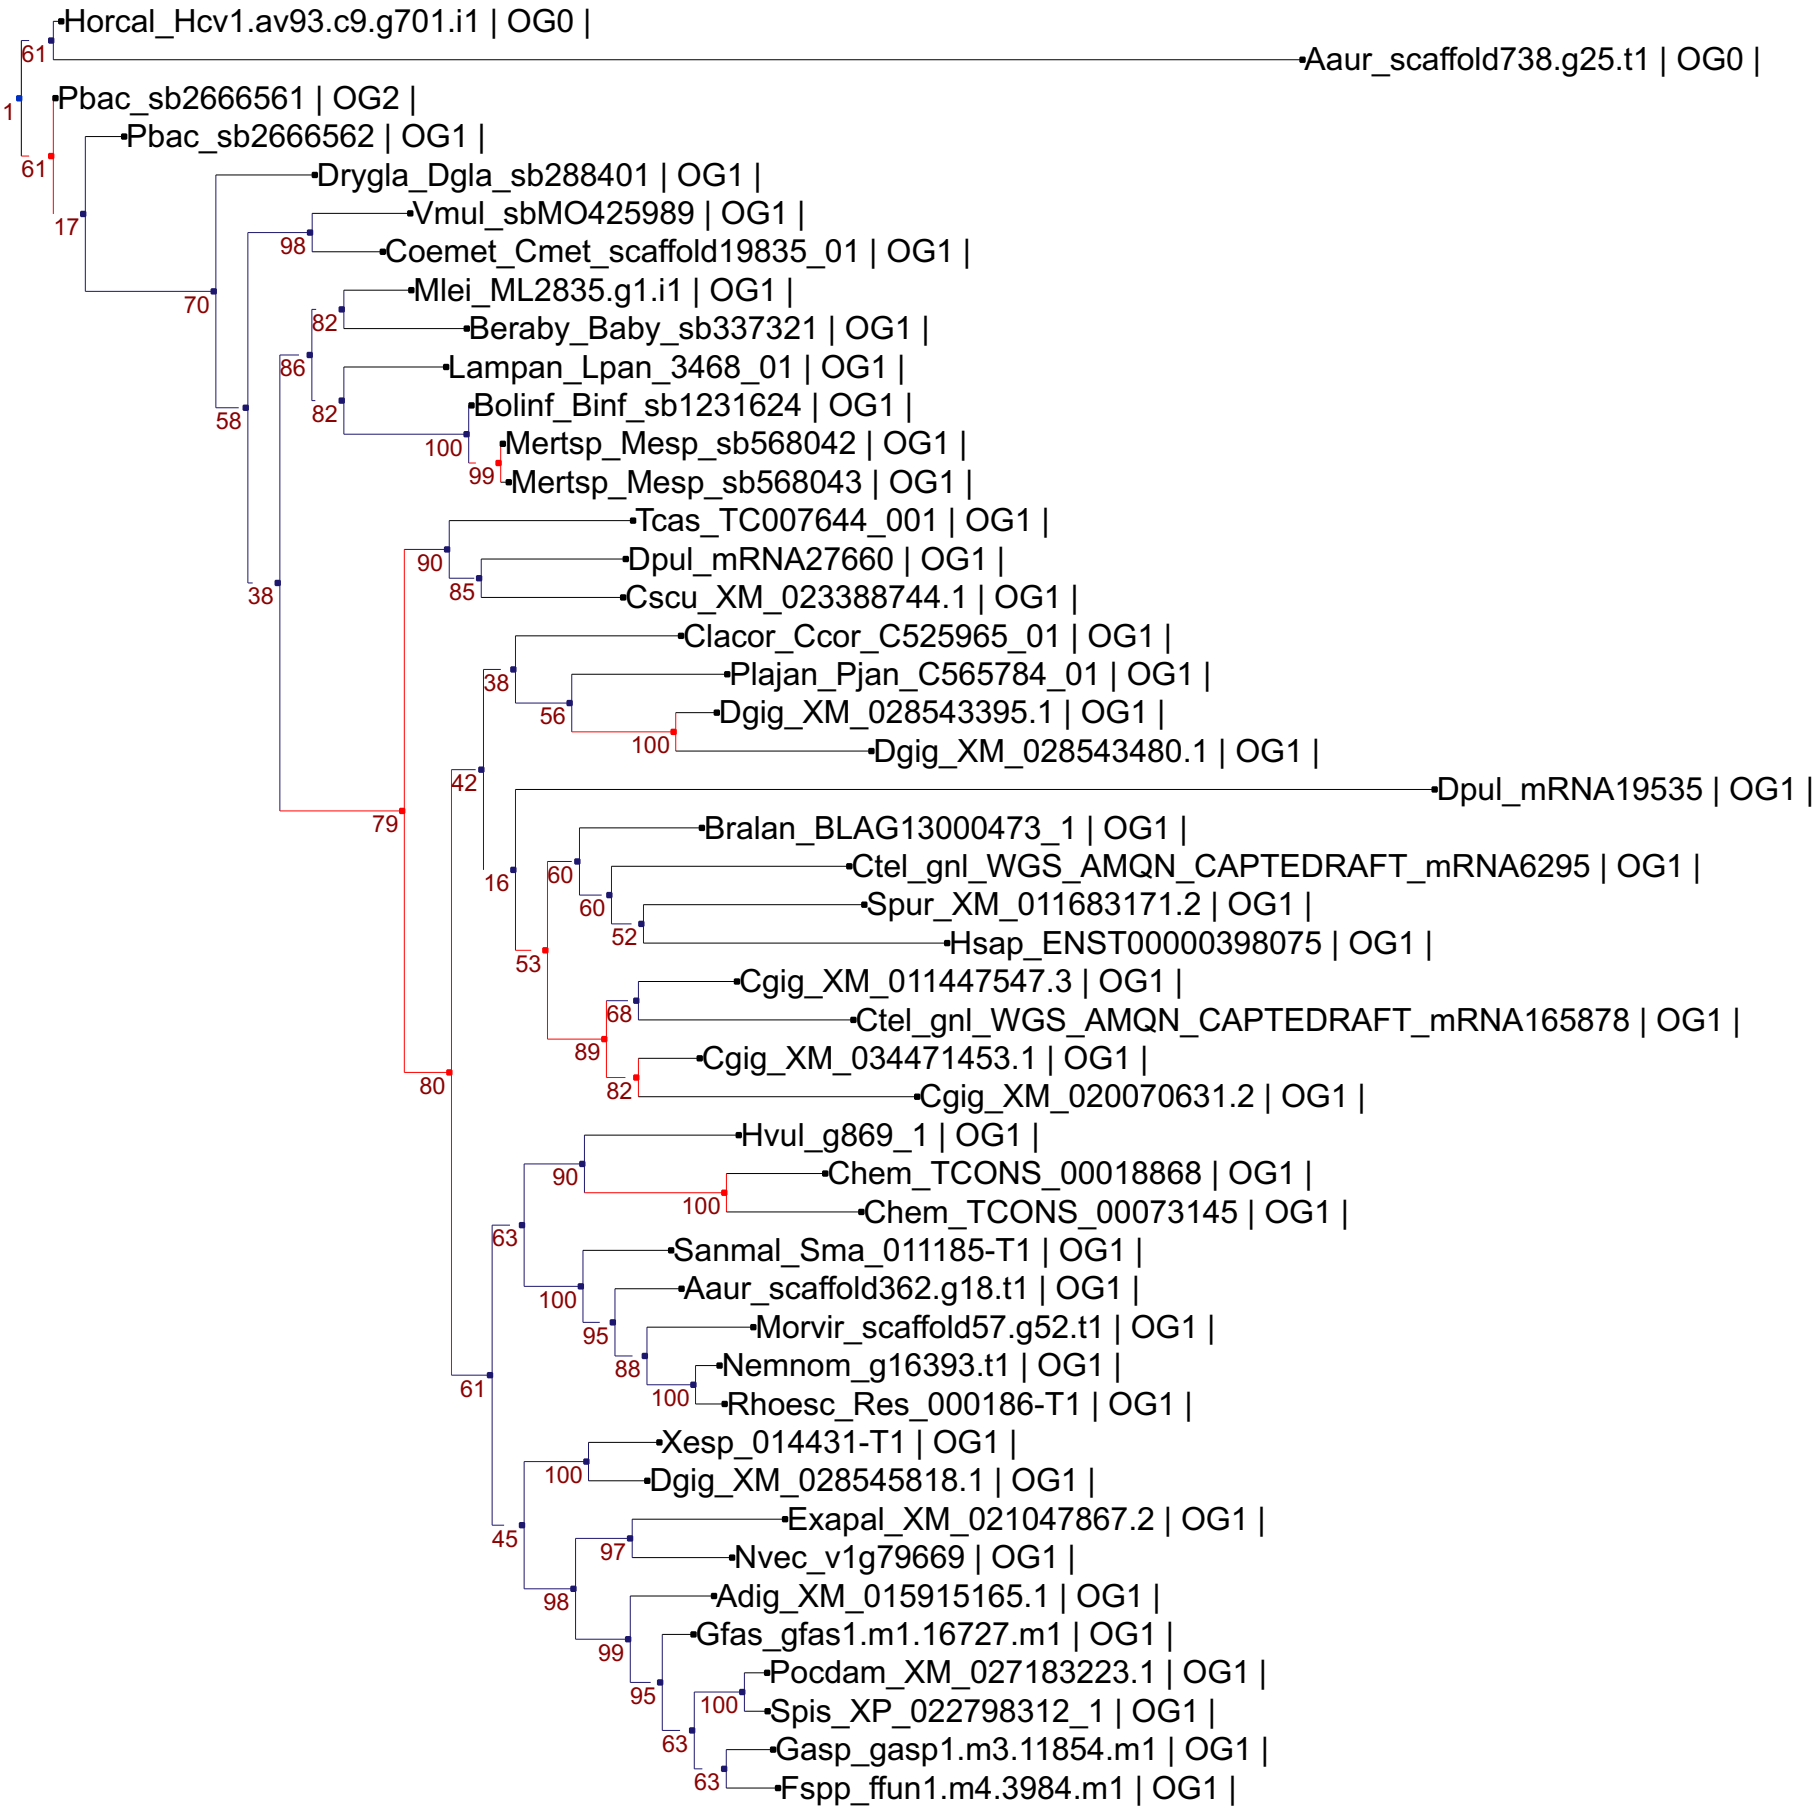 Horcal_Hcv1.av93.c9.g701.i1 | OG0 |
61
Aaur_scaffold738.g25.t1 | OG0 |
Pbac_sb2666561 | OG2 |
1
Pbac_sb2666562 | OG1 |
61
Drygla_Dgla_sb288401 | OG1 |
Vmul_sbMO425989 | OG1 |
17
98
Coemet_Cmet_scaffold19835_01 | OG1 |
Mlei_ML2835.g1.i1 | OG1 |
70
82
Beraby_Baby_sb337321 | OG1 |
86
Lampan_Lpan_3468_01 | OG1 |
Bolinf_Binf_sb1231624 | OG1 |
82
58
Mertsp_Mesp_sb568042 | OG1 |
100
99
Mertsp_Mesp_sb568043 | OG1 |
Tcas_TC007644_001 | OG1 |
Dpul_mRNA27660 | OG1 |
90
85
38
Cscu_XM_023388744.1 | OG1 |
Clacor_Ccor_C525965_01 | OG1 |
Plajan_Pjan_C565784_01 | OG1 |
38
Dgig_XM_028543395.1 | OG1 |
56
100
Dgig_XM_028543480.1 | OG1 |
42
Dpul_mRNA19535 | OG1 |
79
Bralan_BLAG13000473_1 | OG1 |
Ctel_gnl_WGS_AMQN_CAPTEDRAFT_mRNA6295 | OG1 |
60
16
Spur_XM_011683171.2 | OG1 |
60
52
Hsap_ENST00000398075 | OG1 |
53
Cgig_XM_011447547.3 | OG1 |
68
Ctel_gnl_WGS_AMQN_CAPTEDRAFT_mRNA165878 | OG1 |
89
Cgig_XM_034471453.1 | OG1 |
80
82
Cgig_XM_020070631.2 | OG1 |
Hvul_g869_1 | OG1 |
90
Chem_TCONS_00018868 | OG1 |
100
Chem_TCONS_00073145 | OG1 |
63
Sanmal_Sma_011185-T1 | OG1 |
Aaur_scaffold362.g18.t1 | OG1 |
100
Morvir_scaffold57.g52.t1 | OG1 |
95
Nemnom_g16393.t1 | OG1 |
88
61
100
Rhoesc_Res_000186-T1 | OG1 |
Xesp_014431-T1 | OG1 |
100
Dgig_XM_028545818.1 | OG1 |
Exapal_XM_021047867.2 | OG1 |
45
97
Nvec_v1g79669 | OG1 |
Adig_XM_015915165.1 | OG1 |
98
Gfas_gfas1.m1.16727.m1 | OG1 |
99
Pocdam_XM_027183223.1 | OG1 |
95
100
Spis_XP_022798312_1 | OG1 |
63
Gasp_gasp1.m3.11854.m1 | OG1 |
63
Fspp_ffun1.m4.3984.m1 | OG1 |